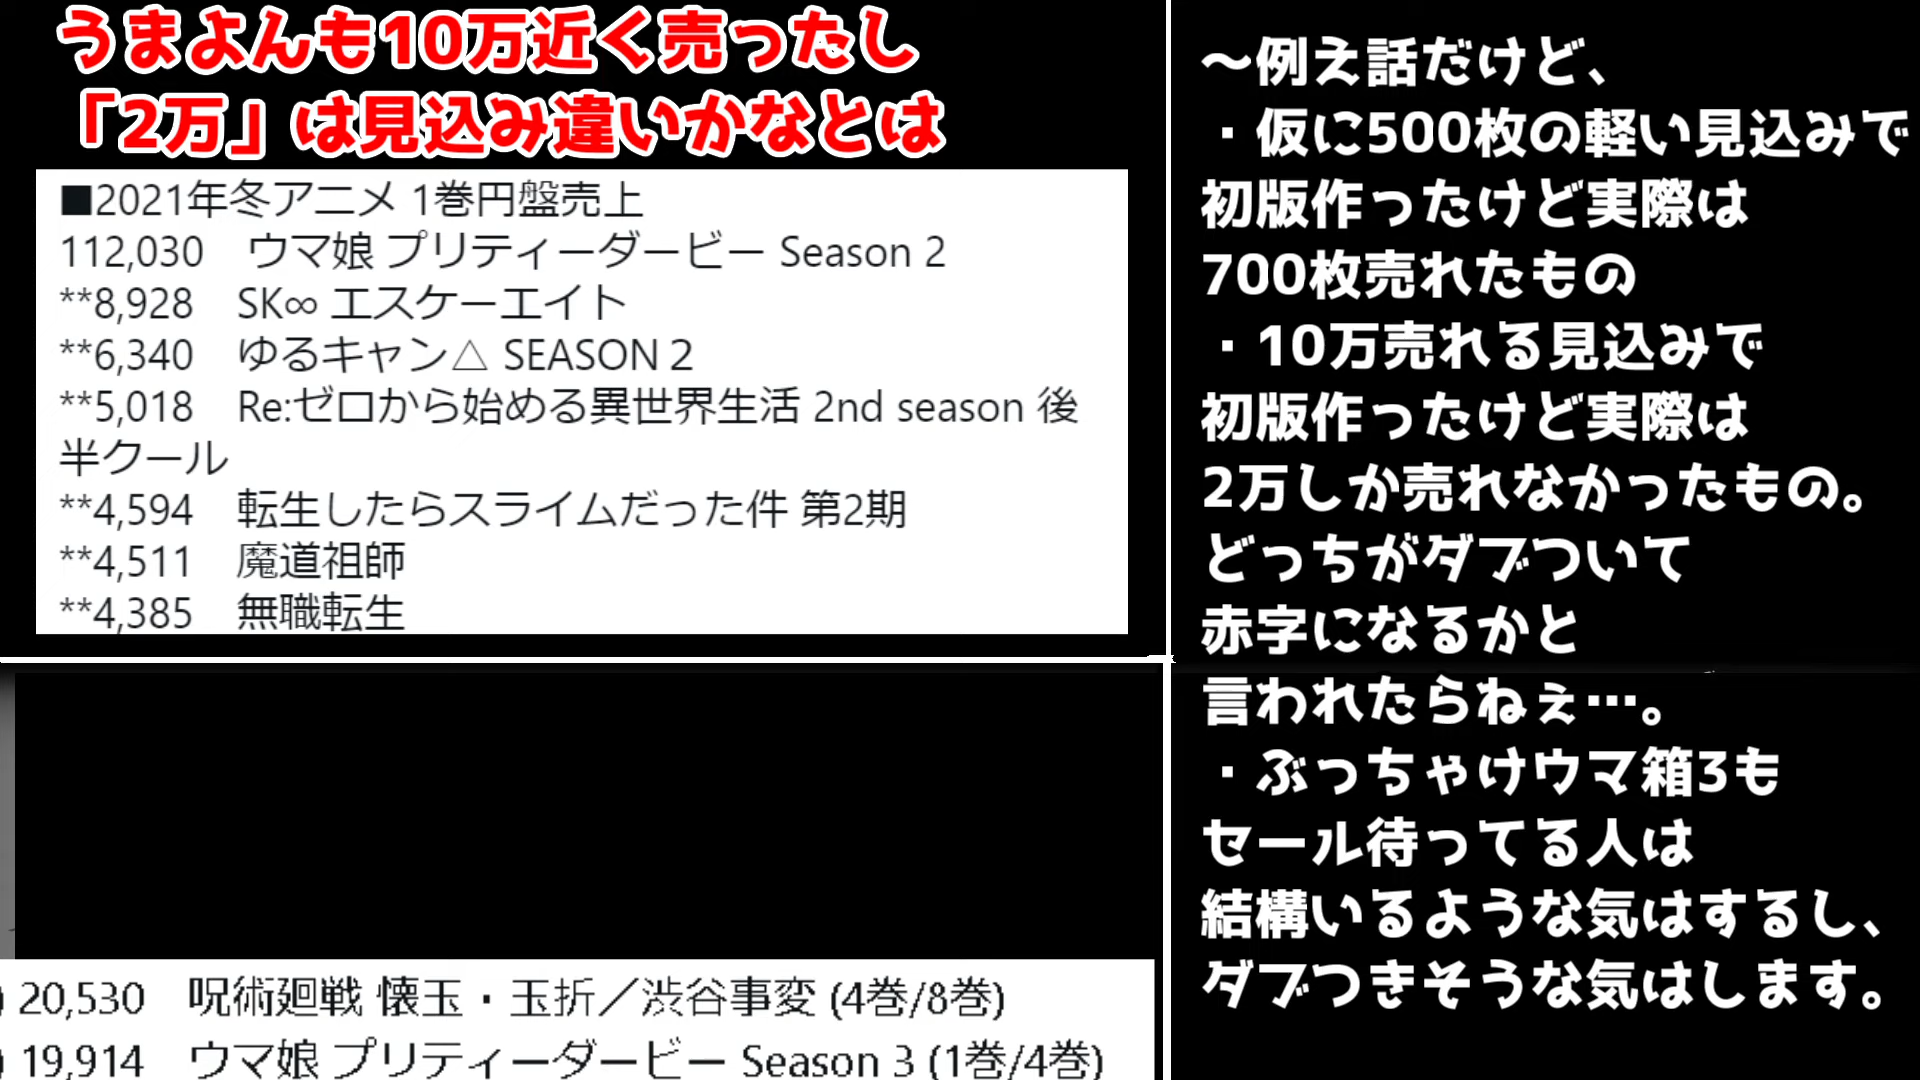 うまよんも10万近く売ったし
「2万」は見込み違いかなとは
■2021年冬アニメ 1巻円盤売上
112,030 ウマ娘 プリティーダービー Season 2
**8,928 SK∞ エスケーエイト
**6,340 ゆるキャン△ SEASON２
**5,018 Re:ゼロから始める異世界生活 2nd season 後
半クール
**4,594 転生したらスライムだった件 第2期
**4,511 魔道祖師
**4,385 無職転生
20,530 呪術廻戦 懐玉・玉折／渋谷事変 (4巻/8巻)
19,914 ウマ娘 プリティーダービー Season 3 (1巻/4巻)
～例え話だけど、
・仮に500枚の軽い見込みで
初版作ったけど実際は
700枚売れたもの
・10万売れる見込みで
初版作ったけど実際は
2万しか売れなかったもの。
どっちがダブついて
赤字になるかと
言われたらねぇ…。
・ぶっちゃけウマ箱3も
セール待ってる人は
結構いるような気はするし、
ダブつきそうな気はします。